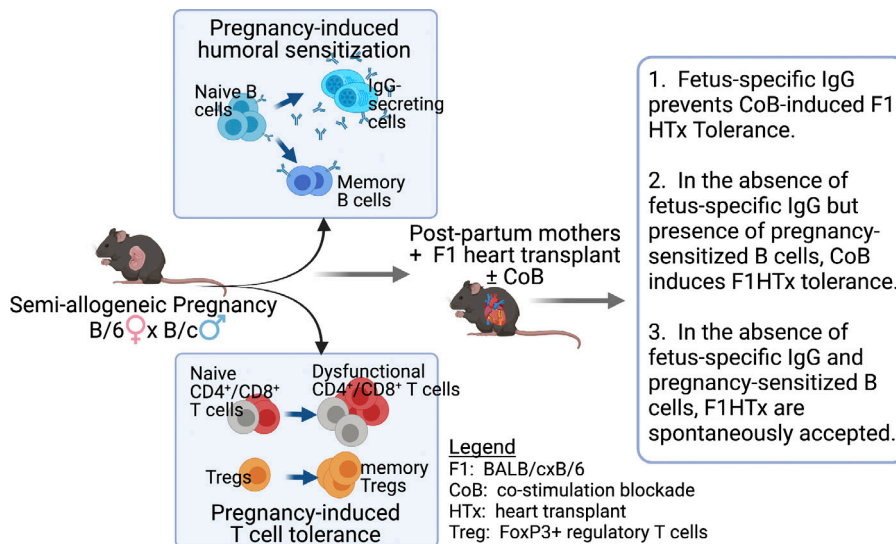 Pregnancy-induced
humoral sensitization
Naive B
cells
IgG-
secreting
cells
Memory
B cells
Semi-allogeneic Pregnancy
B/6♀x B/c♂
Post-partum mothers
+ F1 heart transplant
± CoB
Naive
CD4⁺/CD8⁺
T cells
Dysfunctional
CD4⁺/CD8⁺ T cells
Tregs
memory
Tregs
Pregnancy-induced
T cell tolerance
Legend
F1: BALB/cxB/6
CoB: co-stimulation blockade
HTx: heart transplant
Treg: FoxP3+ regulatory T cells
1. Fetus-specific IgG
prevents CoB-induced F1
HTx Tolerance.
2. In the absence of
fetus-specific IgG but
presence of pregnancy-
sensitized B cells, CoB
induces F1HTx tolerance.
3. In the absence of
fetus-specific IgG and
pregnancy-sensitized B
cells, F1HTx are
spontaneously accepted.